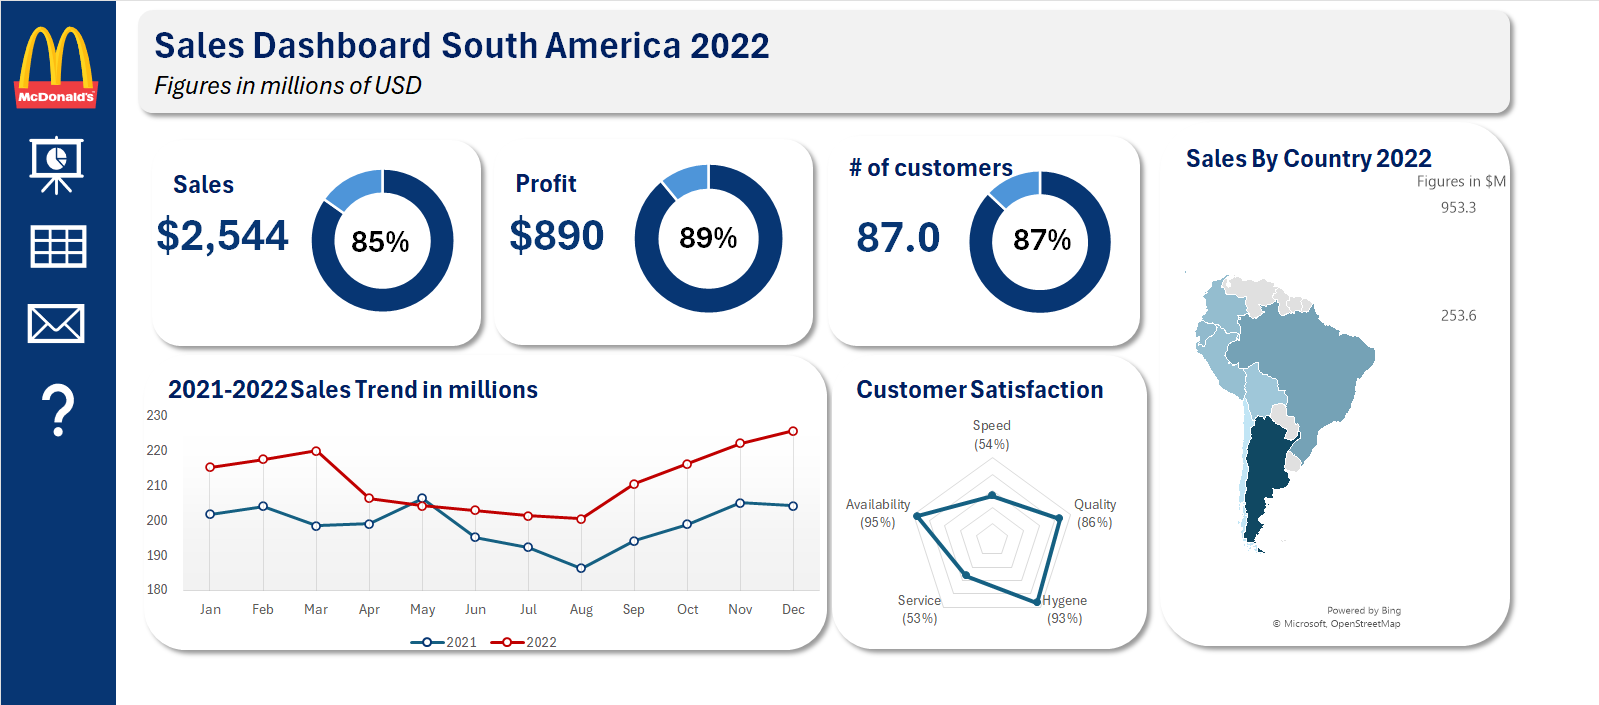 McDonald's
Sales Dashboard South America 2022
Figures in millions of USD
Sales
$2,544
85%
Profit
$890
89%
# of customers
87.0
87%
Sales By Country 2022
Figures in $M
953.3
253.6
Powered by Bing
© Microsoft, OpenStreetMap
2021-2022 Sales Trend in millions
230
220
210
200
190
180
Jan Feb Mar Apr May Jun Jul Aug Sep Oct Nov Dec
2021 2022
Customer Satisfaction
Speed
(54%)
Quality
(86%)
Hygene
(93%)
Service
(53%)
Availability
(95%)
?